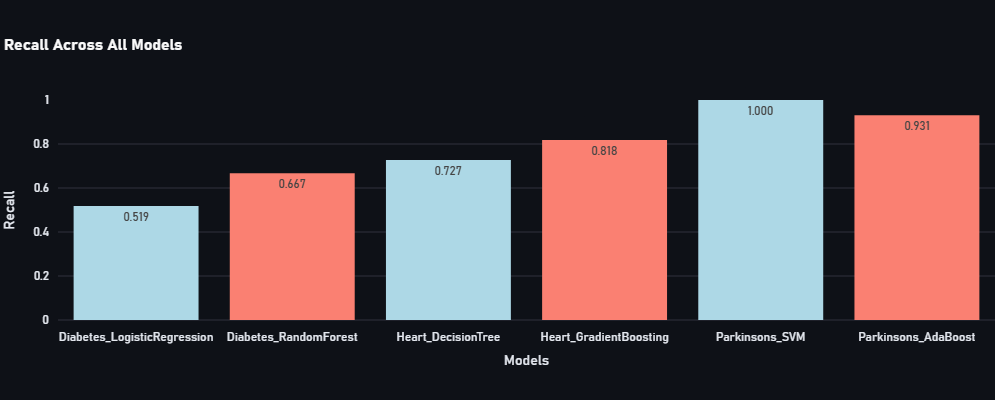 Recall Across All Models
1
0.8
0.6
0.4
0.2
0
Recall
0.519
0.667
0.727
0.818
1.000
0.931
Diabetes_LogisticRegression
Diabetes_RandomForest
Heart_DecisionTree
Heart_GradientBoosting
Parkinsons_SVM
Parkinsons_AdaBoost
Models